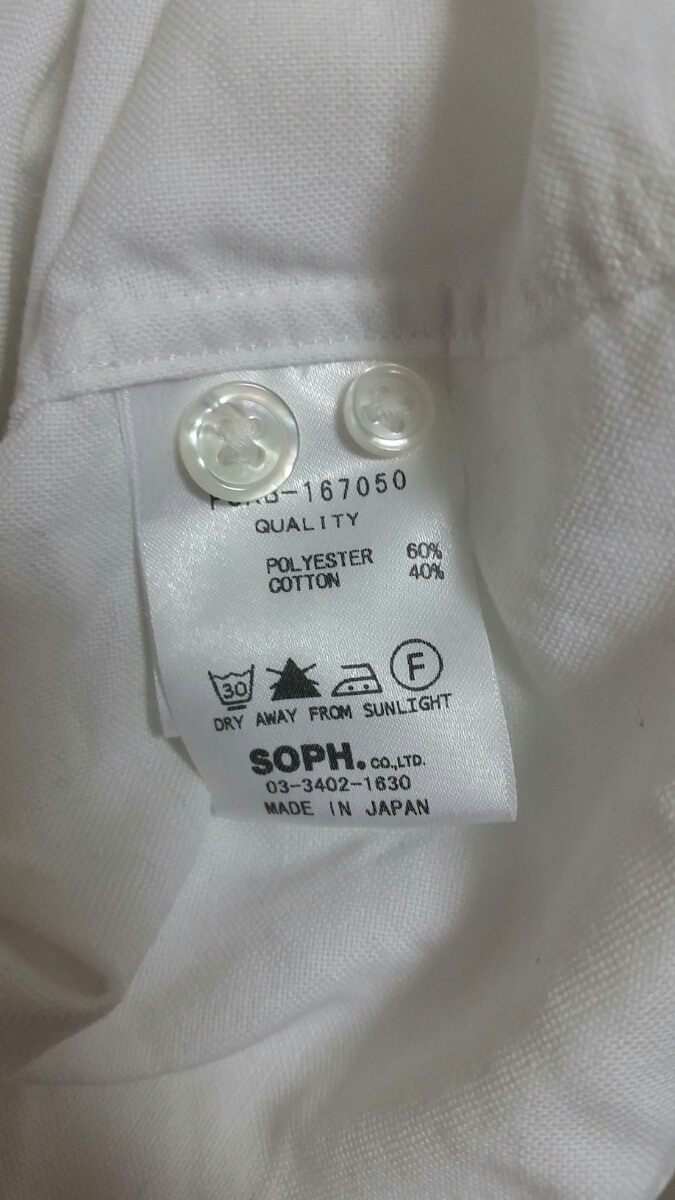 -167050
QUALITY
POLYESTER 60%
COTTON 40%
30 F
DRY AWAY FROM SUNLIGHT
SOPH. CO.,LTD.
03-3402-1630
MADE IN JAPAN